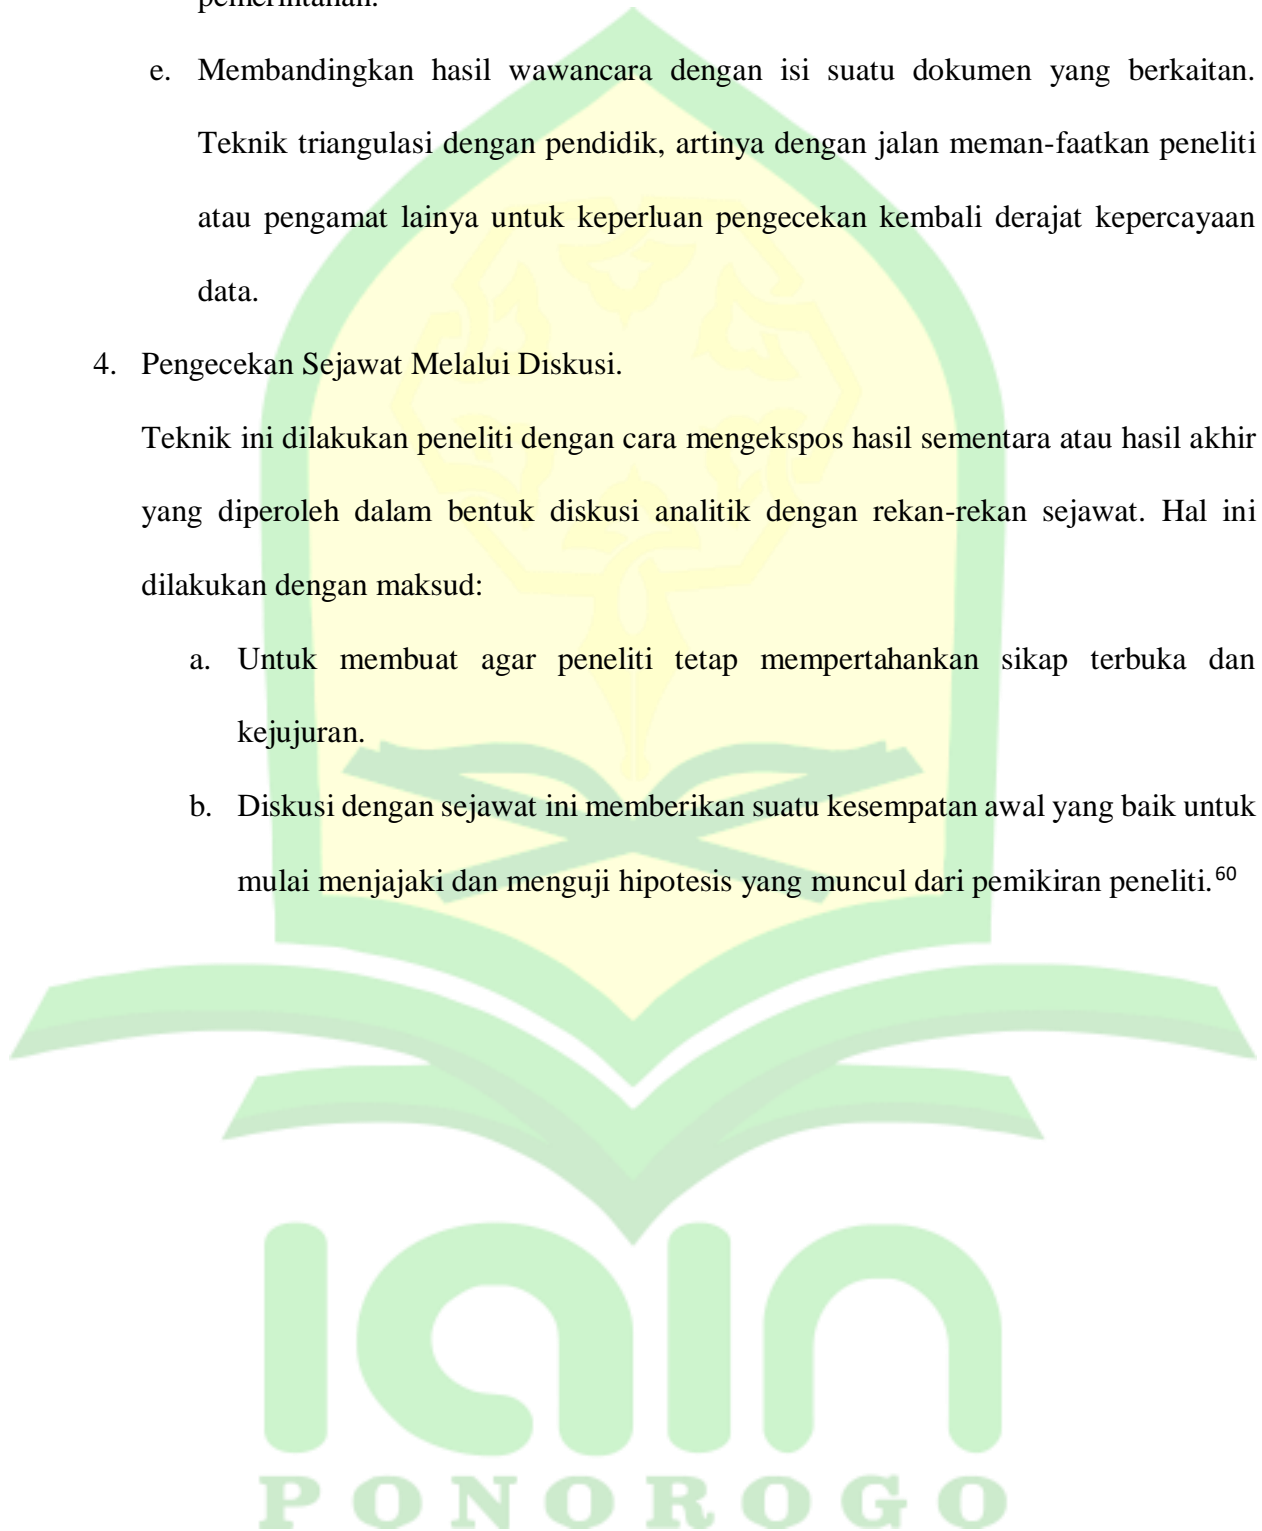 pemerintahan.
e. Membandingkan hasil wawancara dengan isi suatu dokumen yang berkaitan.
Teknik triangulasi dengan pendidik, artinya dengan jalan meman-faatkan peneliti
atau pengamat lainya untuk keperluan pengecekan kembali derajat kepercayaan
data.
4. Pengecekan Sejawat Melalui Diskusi.
Teknik ini dilakukan peneliti dengan cara mengekspos hasil sementara atau hasil akhir
yang diperoleh dalam bentuk diskusi analitik dengan rekan-rekan sejawat. Hal ini
dilakukan dengan maksud:
a. Untuk membuat agar peneliti tetap mempertahankan sikap terbuka dan
kejujuran.
b. Diskusi dengan sejawat ini memberikan suatu kesempatan awal yang baik untuk
mulai menjajaki dan menguji hipotesis yang muncul dari pemikiran peneliti.60
iain
PONOROGO